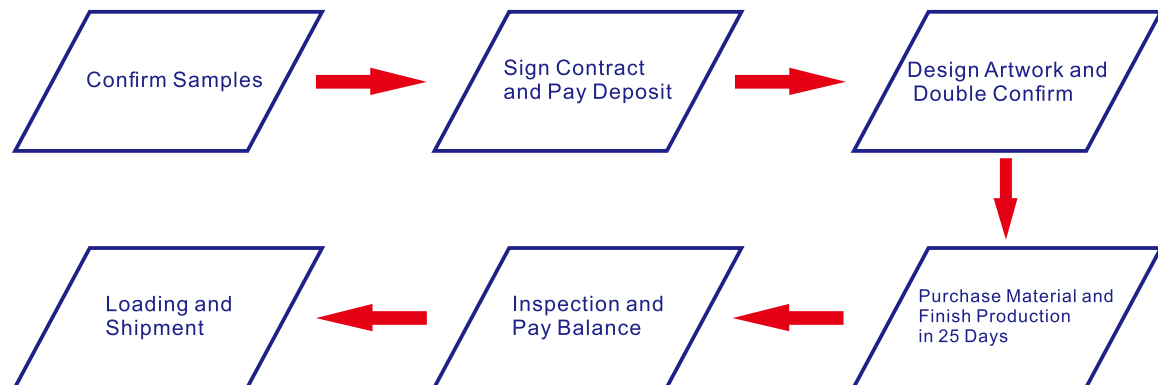 Confirm Samples
Sign Contract
and Pay Deposit
Design Artwork and
Double Confirm
Purchase Material and
Finish Production
in 25 Days
Inspection and
Pay Balance
Loading and
Shipment